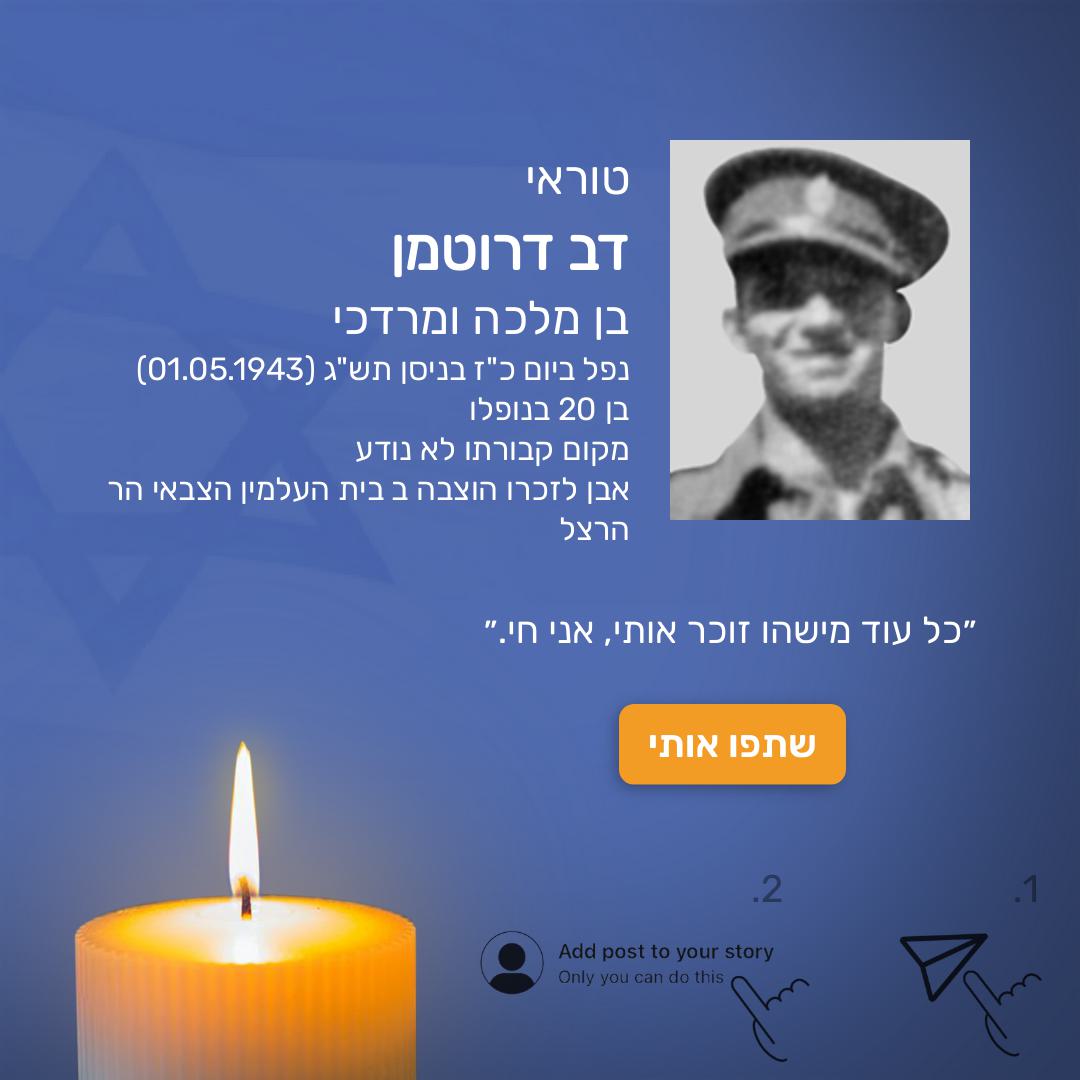 טוראי
דב דרוטמן
בן מלכה ומרדכי
נפל ביום כ"ז בניסן תש"ג (01.05.1943)
בן 20 בנופלו
מקום קבורתו לא נודע
אבן לזכרו הוצבה ב בית העלמין הצבאי הר
הרצל
״כל עוד מישהו זוכר אותי, אני חי.״
שתפו אותי
1.
2.
Add post to your story
Only you can do this